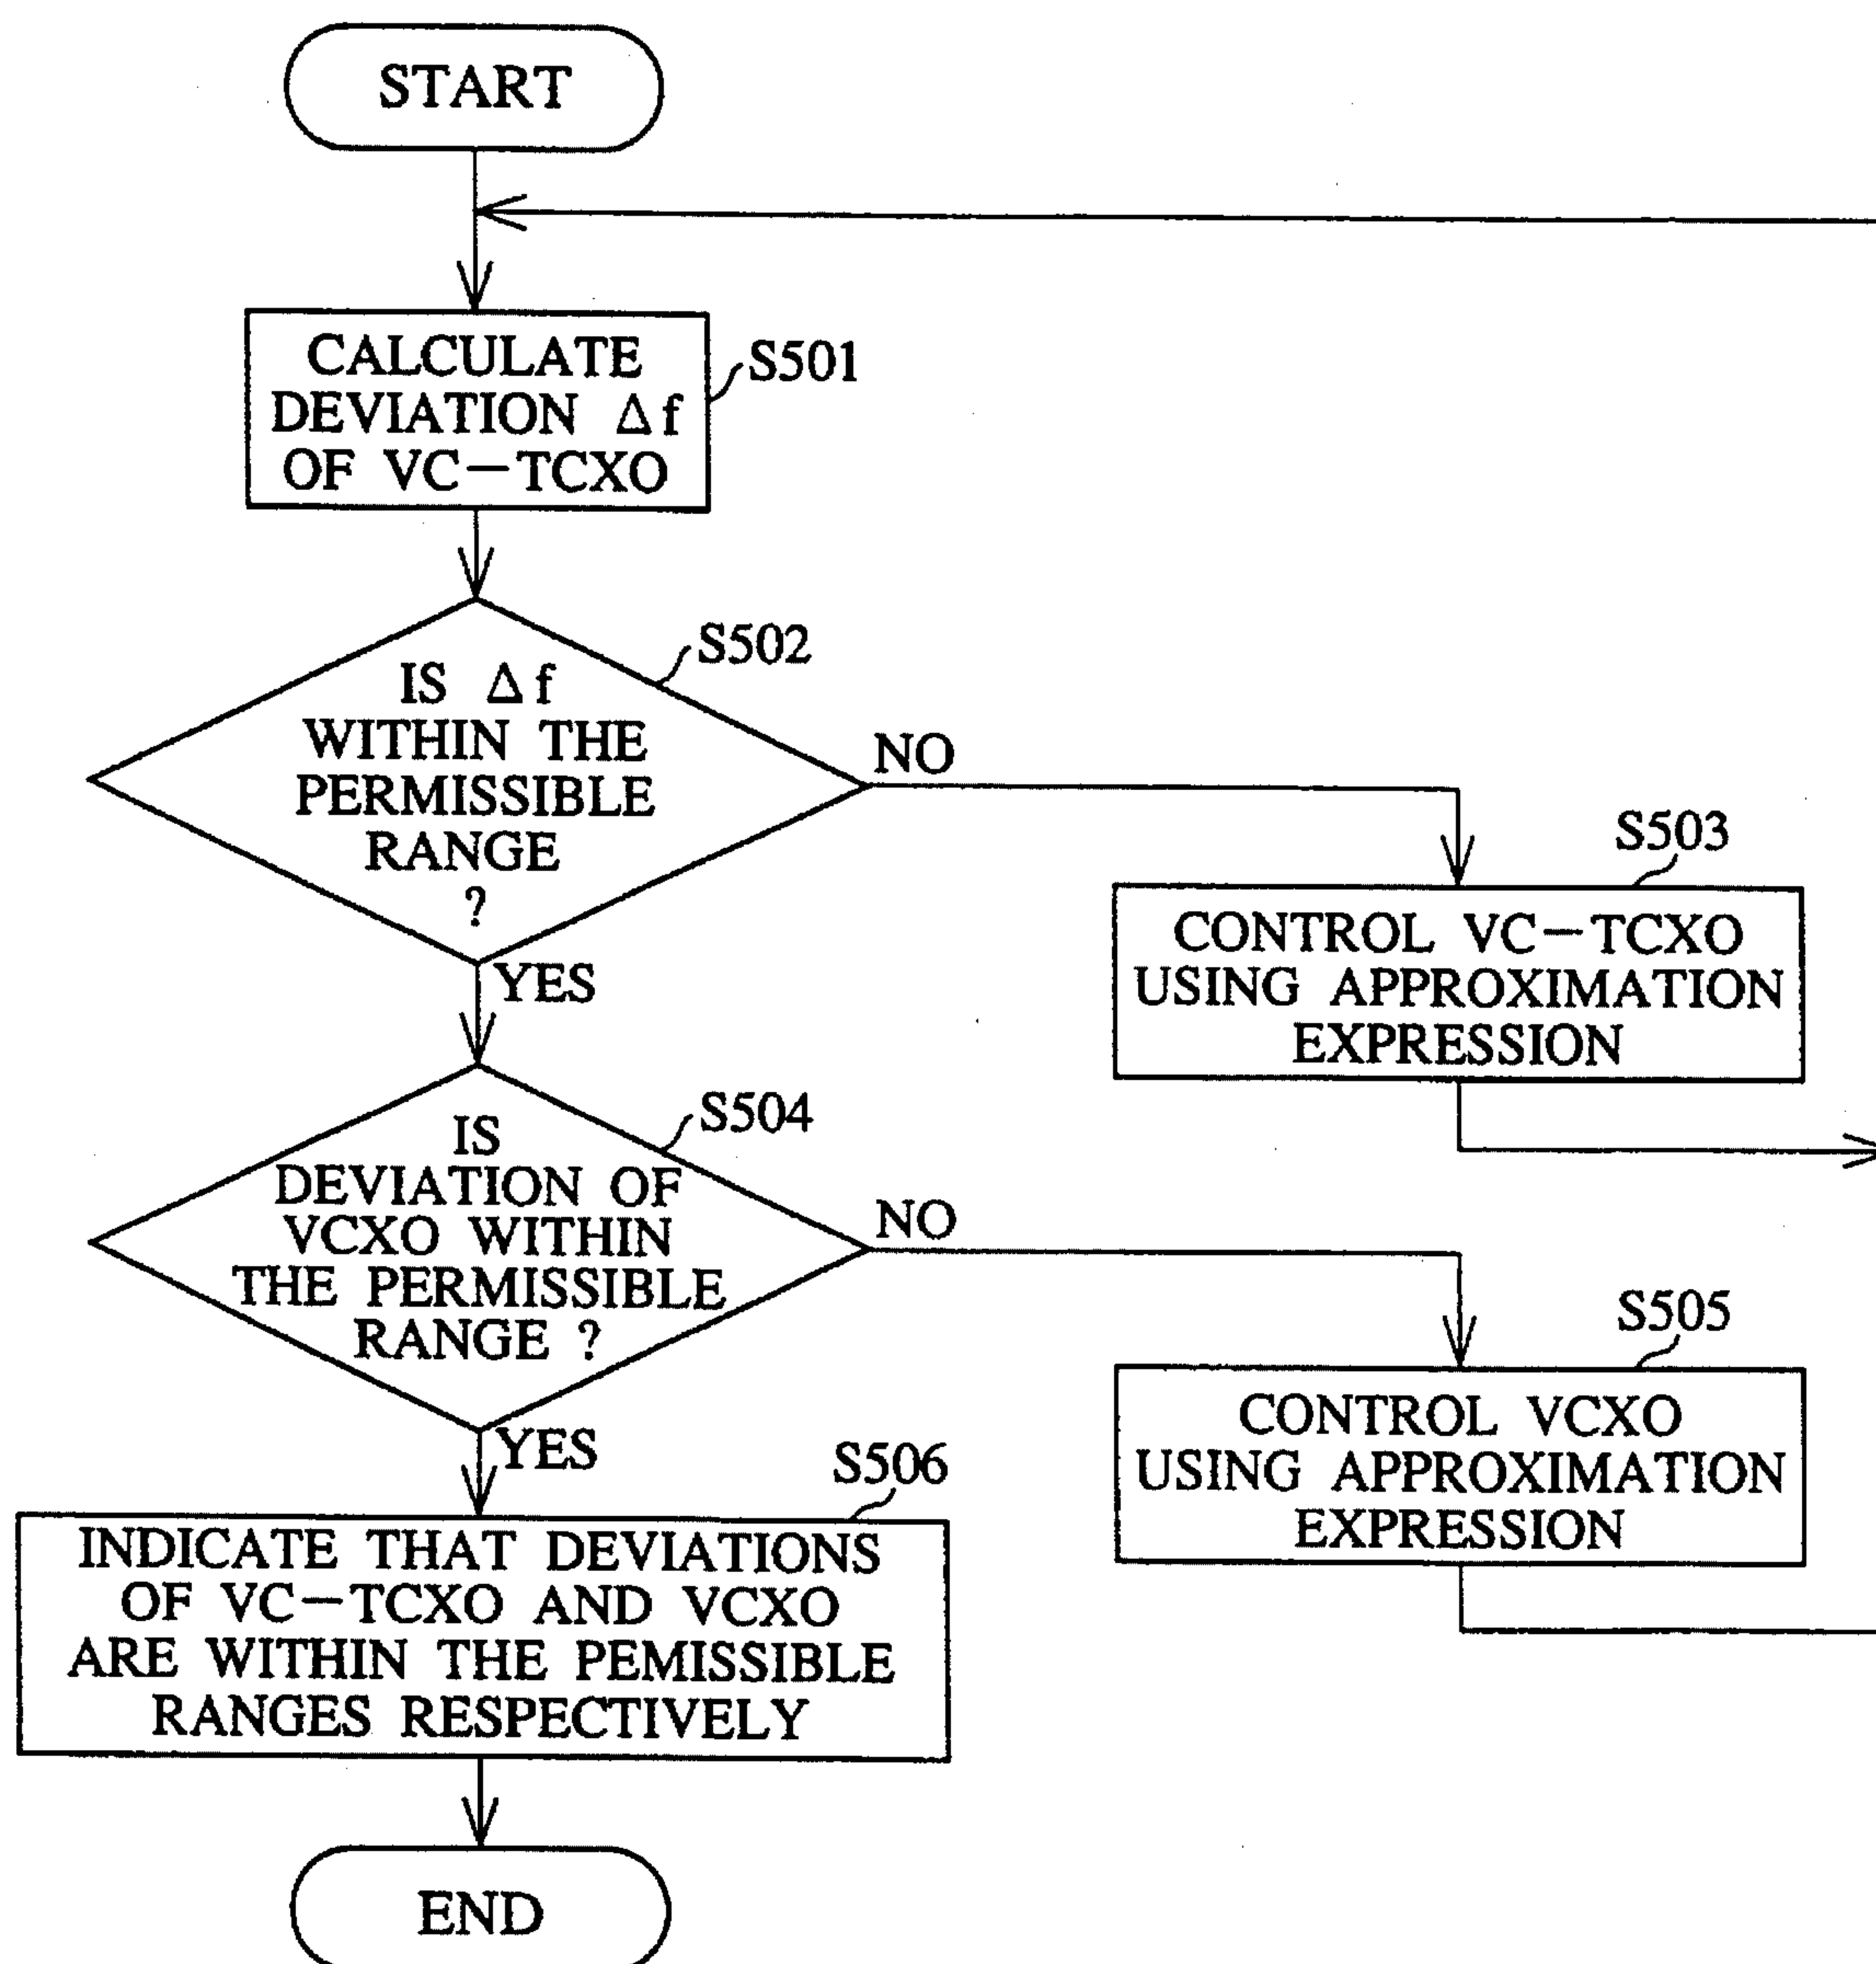 START
CALCULATE
DEVIATION Δf
OF VC-TCXO
S501
IS Δf
WITHIN THE
PERMISSIBLE
RANGE
?
S502
NO
YES
S503
CONTROL VC-TCXO
USING APPROXIMATION
EXPRESSION
IS
DEVIATION OF
VCXO WITHIN
THE PERMISSIBLE
RANGE ?
S504
NO
YES
S505
CONTROL VCXO
USING APPROXIMATION
EXPRESSION
S506
INDICATE THAT DEVIATIONS
OF VC-TCXO AND VCXO
ARE WITHIN THE PEMISSIBLE
RANGES RESPECTIVELY
END